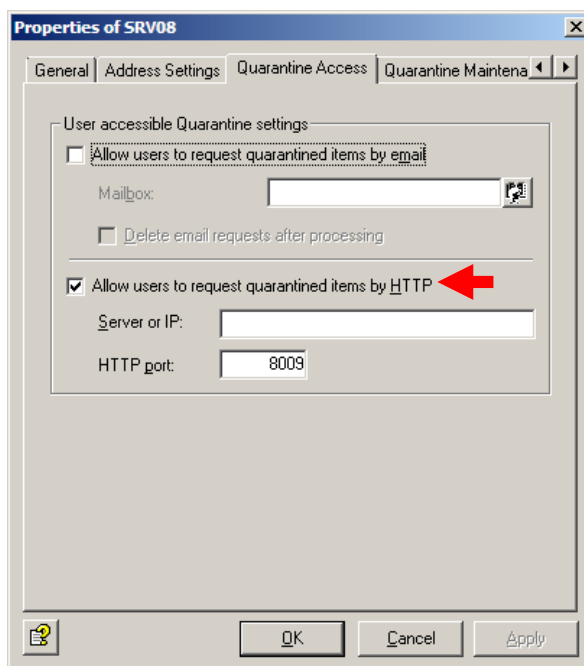 Properties of SRV08
General
Address Settings
Quarantine Access
Quarantine Maintena
User accessible Quarantine settings
Allow users to request quarantined items by email
Mailbox:
Delete email requests after processing
Allow users to request quarantined items by HTTP
Server or IP:
HTTP port: 8009
OK
Cancel
Apply